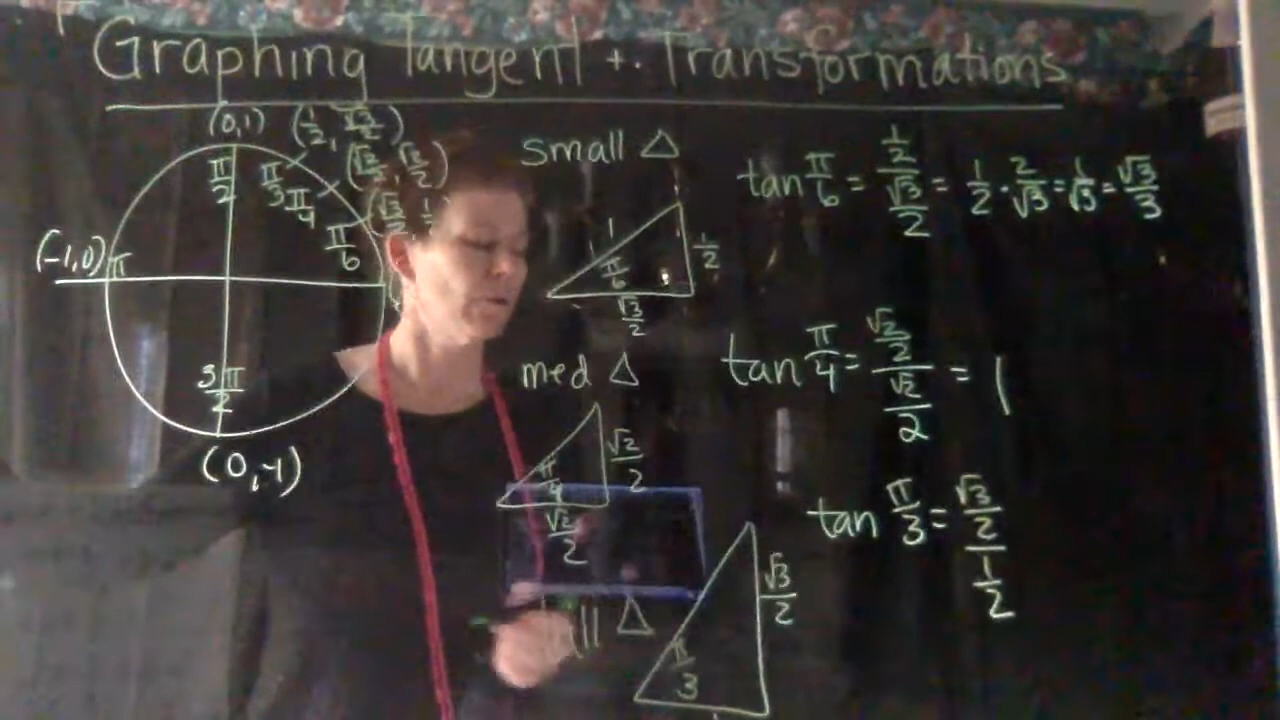 Graphing Tangent + Transformations
(0,1)
(1/2, √3/2)
(√2/2, √2/2)
π/2
π/3
π/4
π/6
(-1,0)
π
3π/2
(0,-1)
small △
1
π/6
1/2
√3/2
tan π/6 = (1/2)/(√3/2) = 1/2 · 2/√3 = 1/√3 = √3/3
med △
π/4
√2/2
√2/2
tan π/4 = (√2/2)/(√2/2) = 1
△
π/3
√3/2
tan π/3 = (√3/2)/(1/2)